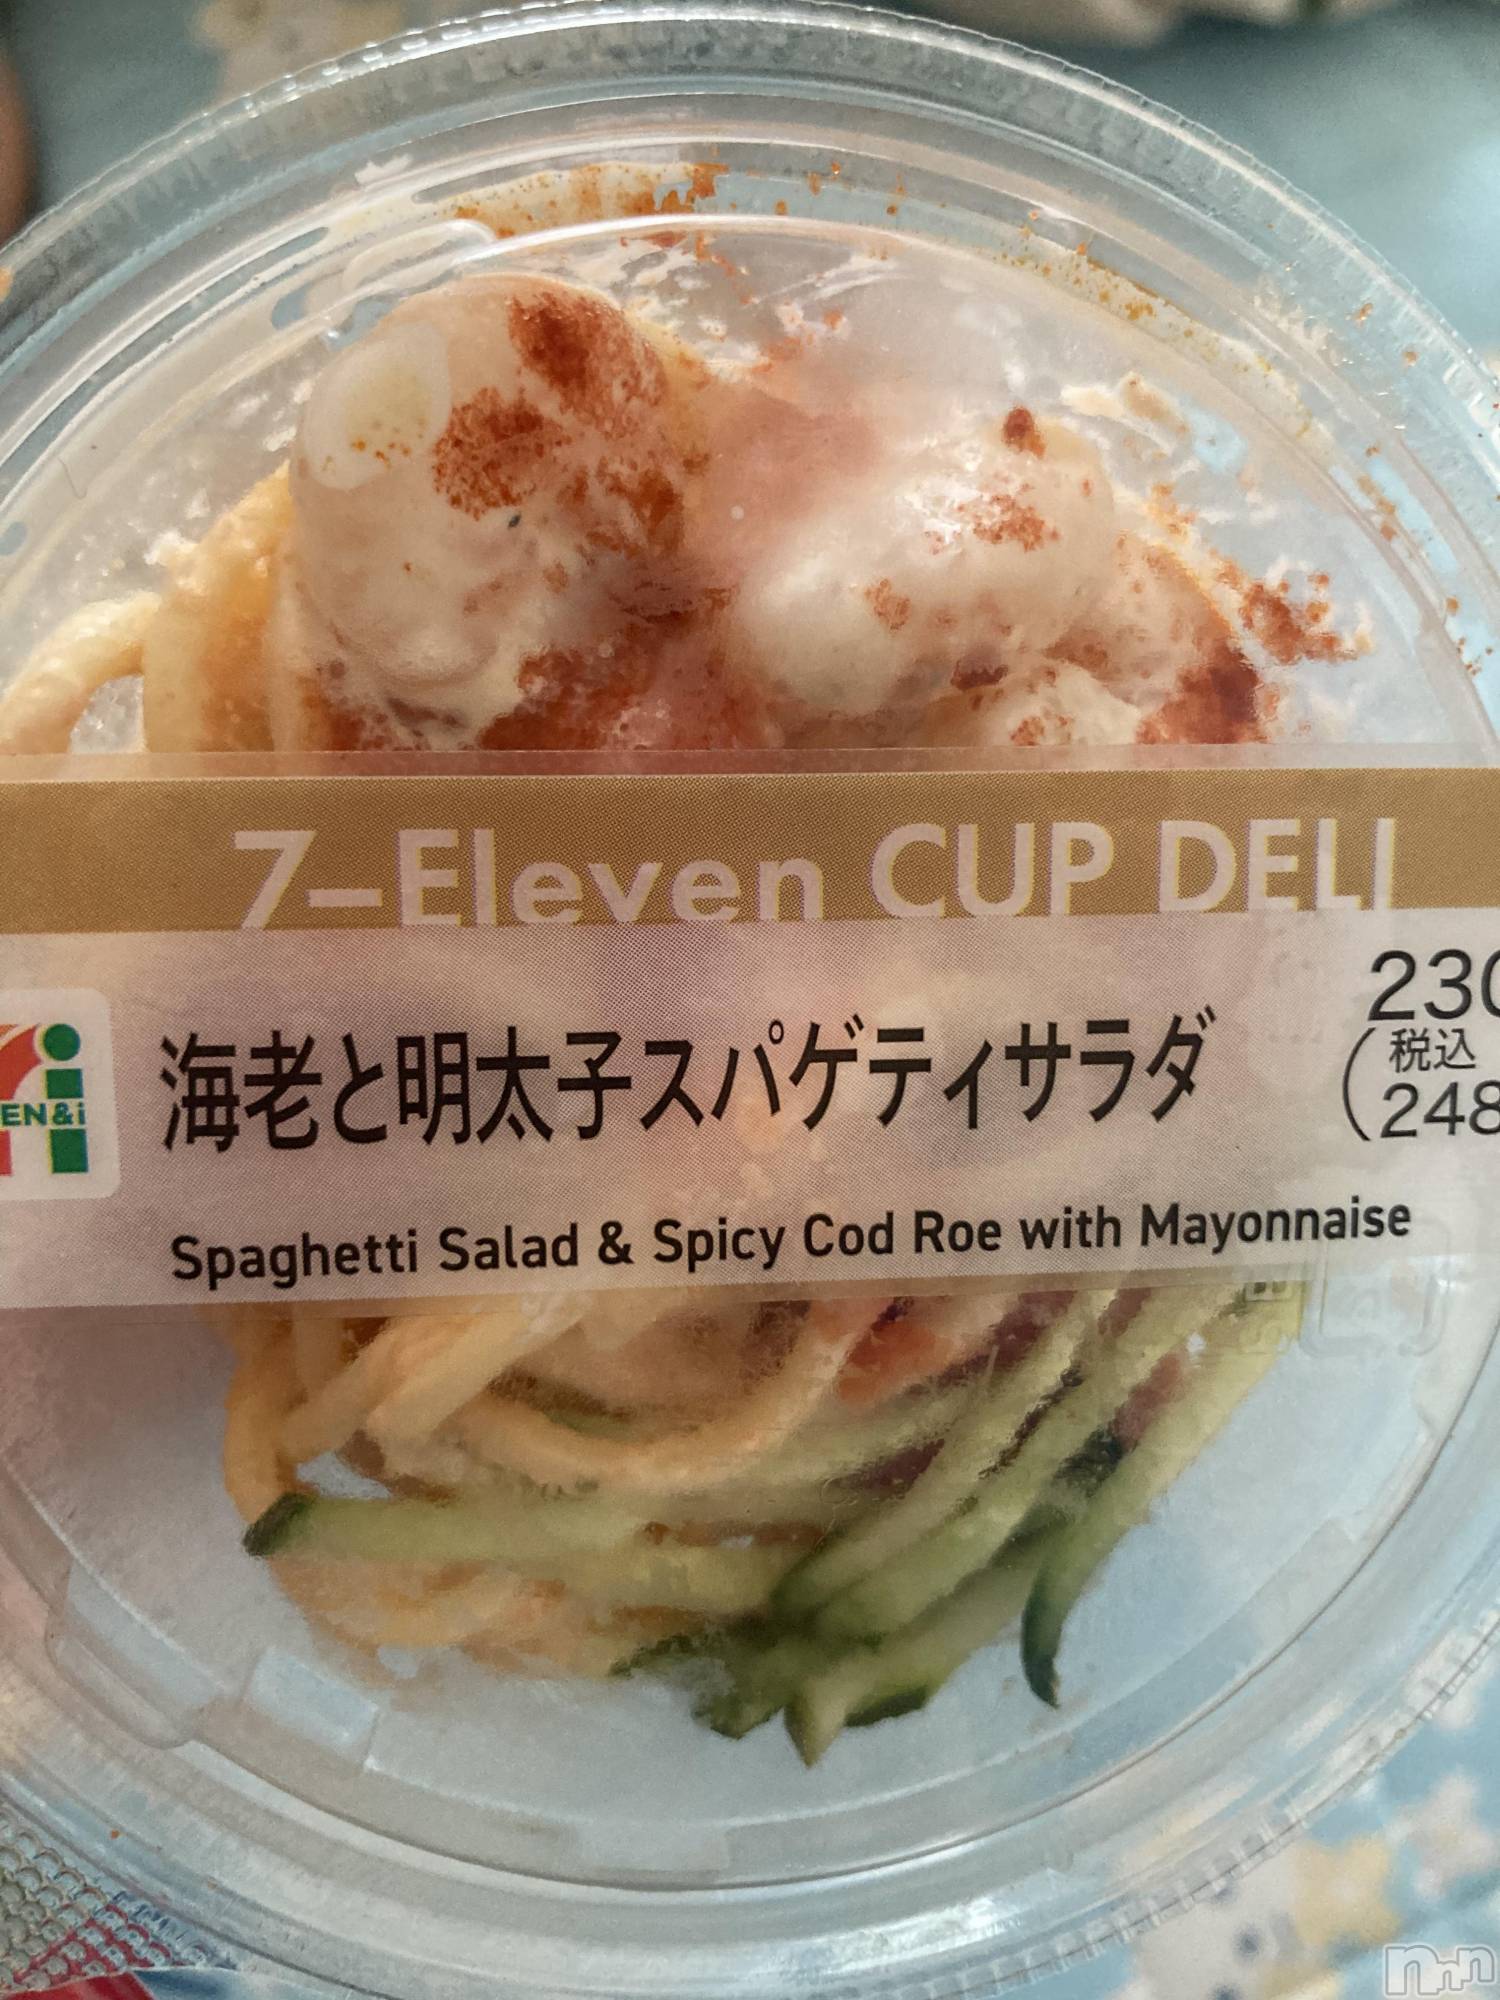 7-Eleven CUP DELI
230
EN&i
海老と明太子スパゲティサラダ
(税込
248
Spaghetti Salad & Spicy Cod Roe with Mayonnaise